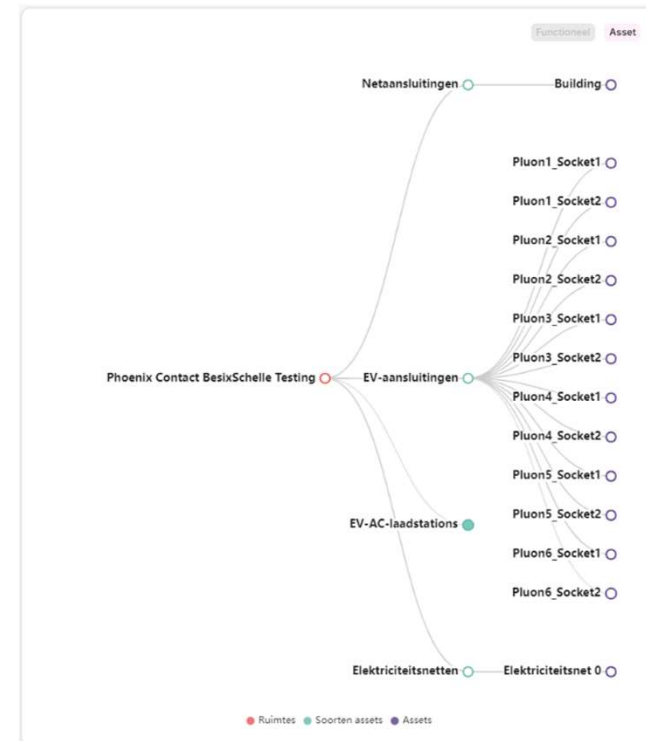 Functioneel Asset
Netaansluitingen Building
Pluon1_Socket1
Pluon1_Socket2
Pluon2_Socket1
Pluon2_Socket2
Pluon3_Socket1
Pluon3_Socket2
Phoenix Contact BesixSchelle Testing EV-aansluitingen
Pluon4_Socket1
Pluon4_Socket2
Pluon5_Socket1
Pluon5_Socket2
EV-AC-laadstations
Pluon6_Socket1
Pluon6_Socket2
Elektriciteitsnetten Elektriciteitsnet 0
Ruimtes Soorten assets Assets